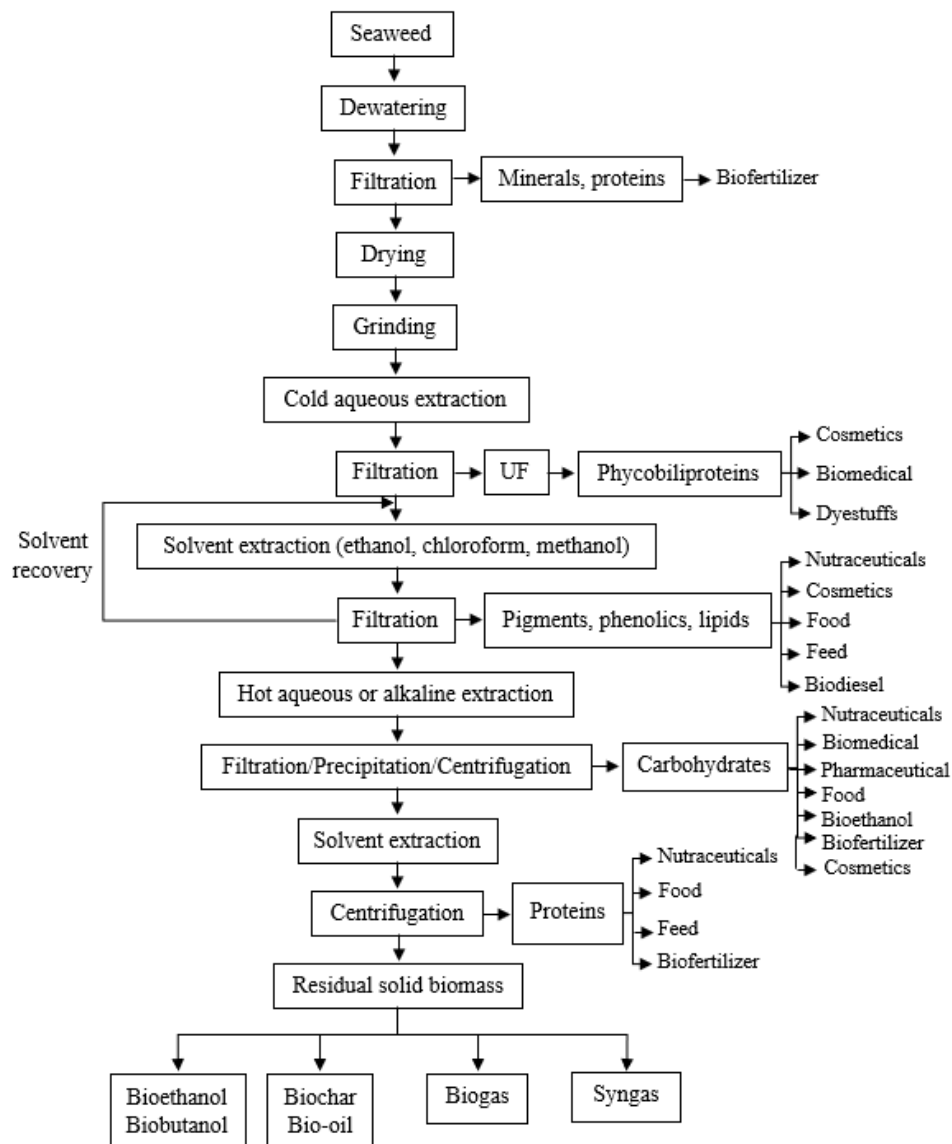 Seaweed
Dewatering
Filtration
Minerals, proteins
Biofertilizer
Drying
Grinding
Cold aqueous extraction
Filtration
UF
Phycobiliproteins
Cosmetics
Biomedical
Dyestuffs
Solvent
recovery
Solvent extraction (ethanol, chloroform, methanol)
Filtration
Pigments, phenolics, lipids
Nutraceuticals
Cosmetics
Food
Feed
Biodiesel
Hot aqueous or alkaline extraction
Filtration/Precipitation/Centrifugation
Carbohydrates
Nutraceuticals
Biomedical
Pharmaceutical
Food
Bioethanol
Biofertilizer
Cosmetics
Solvent extraction
Centrifugation
Proteins
Nutraceuticals
Food
Feed
Biofertilizer
Residual solid biomass
Bioethanol
Biobutanol
Biochar
Bio-oil
Biogas
Syngas